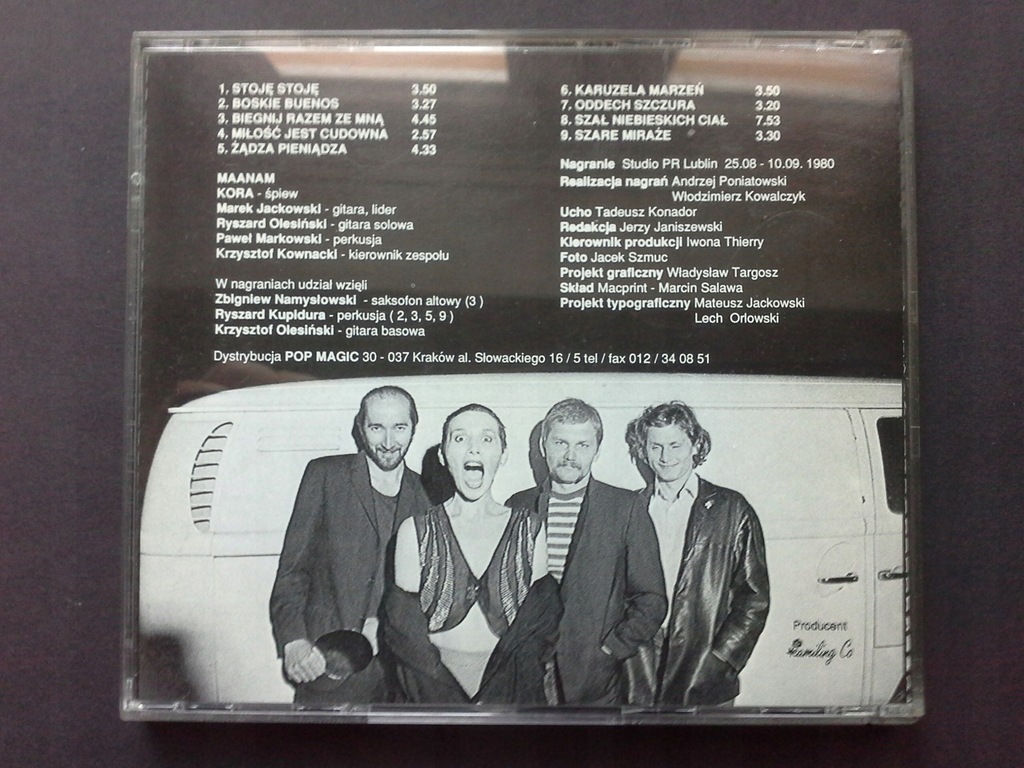 1. STOJĘ STOJĘ 3.50
2. BOSKIE BUENOS 3.27
3. BIEGNIJ RAZEM ZE MNĄ 4.45
4. MIŁOŚĆ JEST CUDOWNA 2.57
5. ŻĄDZA PIENIĄDZA 4.33
MAANAM
KORA - śpiew
Marek Jackowski - gitara, lider
Ryszard Olesiński - gitara solowa
Paweł Markowski - perkusja
Krzysztof Kownacki - kierownik zespołu
W nagraniach udział wzięli
Zbigniew Namysłowski - saksofon altowy (3 )
Ryszard Kupidura - perkusja ( 2, 3, 5, 9 )
Krzysztof Olesiński - gitara basowa
6. KARUZELA MARZEŃ 3.50
7. ODDECH SZCZURA 3.20
8. SZAŁ NIEBIESKICH CIAŁ 7.53
9. SZARE MIRAŻE 3.30
Nagranie Studio PR Lublin 25.08 - 10.09. 1980
Realizacja nagrań Andrzej Poniatowski
Włodzimierz Kowalczyk
Ucho Tadeusz Konador
Redakcja Jerzy Janiszewski
Kierownik produkcji Iwona Thierry
Foto Jacek Szmuc
Projekt graficzny Władysław Targosz
Skład Macprint - Marcin Salawa
Projekt typograficzny Mateusz Jackowski
Lech Orłowski
Dystrybucja POP MAGIC 30 - 037 Kraków al. Słowackiego 16 / 5 tel / fax 012 / 34 08 51
Producent
Kamiling Co